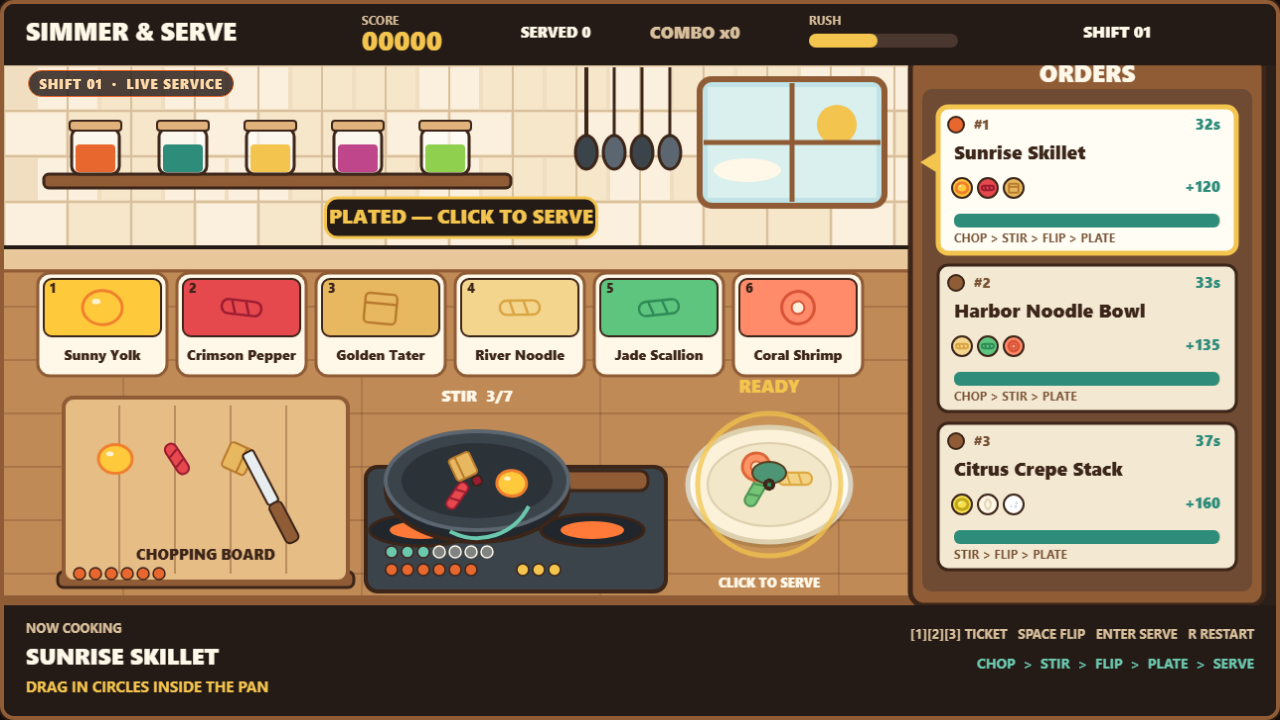 SIMMER & SERVE
SCORE
00000
SERVED 0
COMBO x0
RUSH
SHIFT 01
SHIFT 01 · LIVE SERVICE
PLATED — CLICK TO SERVE
1
Sunny Yolk
2
Crimson Pepper
3
Golden Tater
4
River Noodle
5
Jade Scallion
6
Coral Shrimp
STIR 3/7
READY
CHOPPING BOARD
CLICK TO SERVE
ORDERS
#1
32s
Sunrise Skillet
+120
CHOP > STIR > FLIP > PLATE
#2
33s
Harbor Noodle Bowl
+135
CHOP > STIR > PLATE
#3
37s
Citrus Crepe Stack
+160
STIR > FLIP > PLATE
NOW COOKING
SUNRISE SKILLET
DRAG IN CIRCLES INSIDE THE PAN
[1][2][3] TICKET SPACE FLIP ENTER SERVE R RESTART
CHOP > STIR > FLIP > PLATE > SERVE